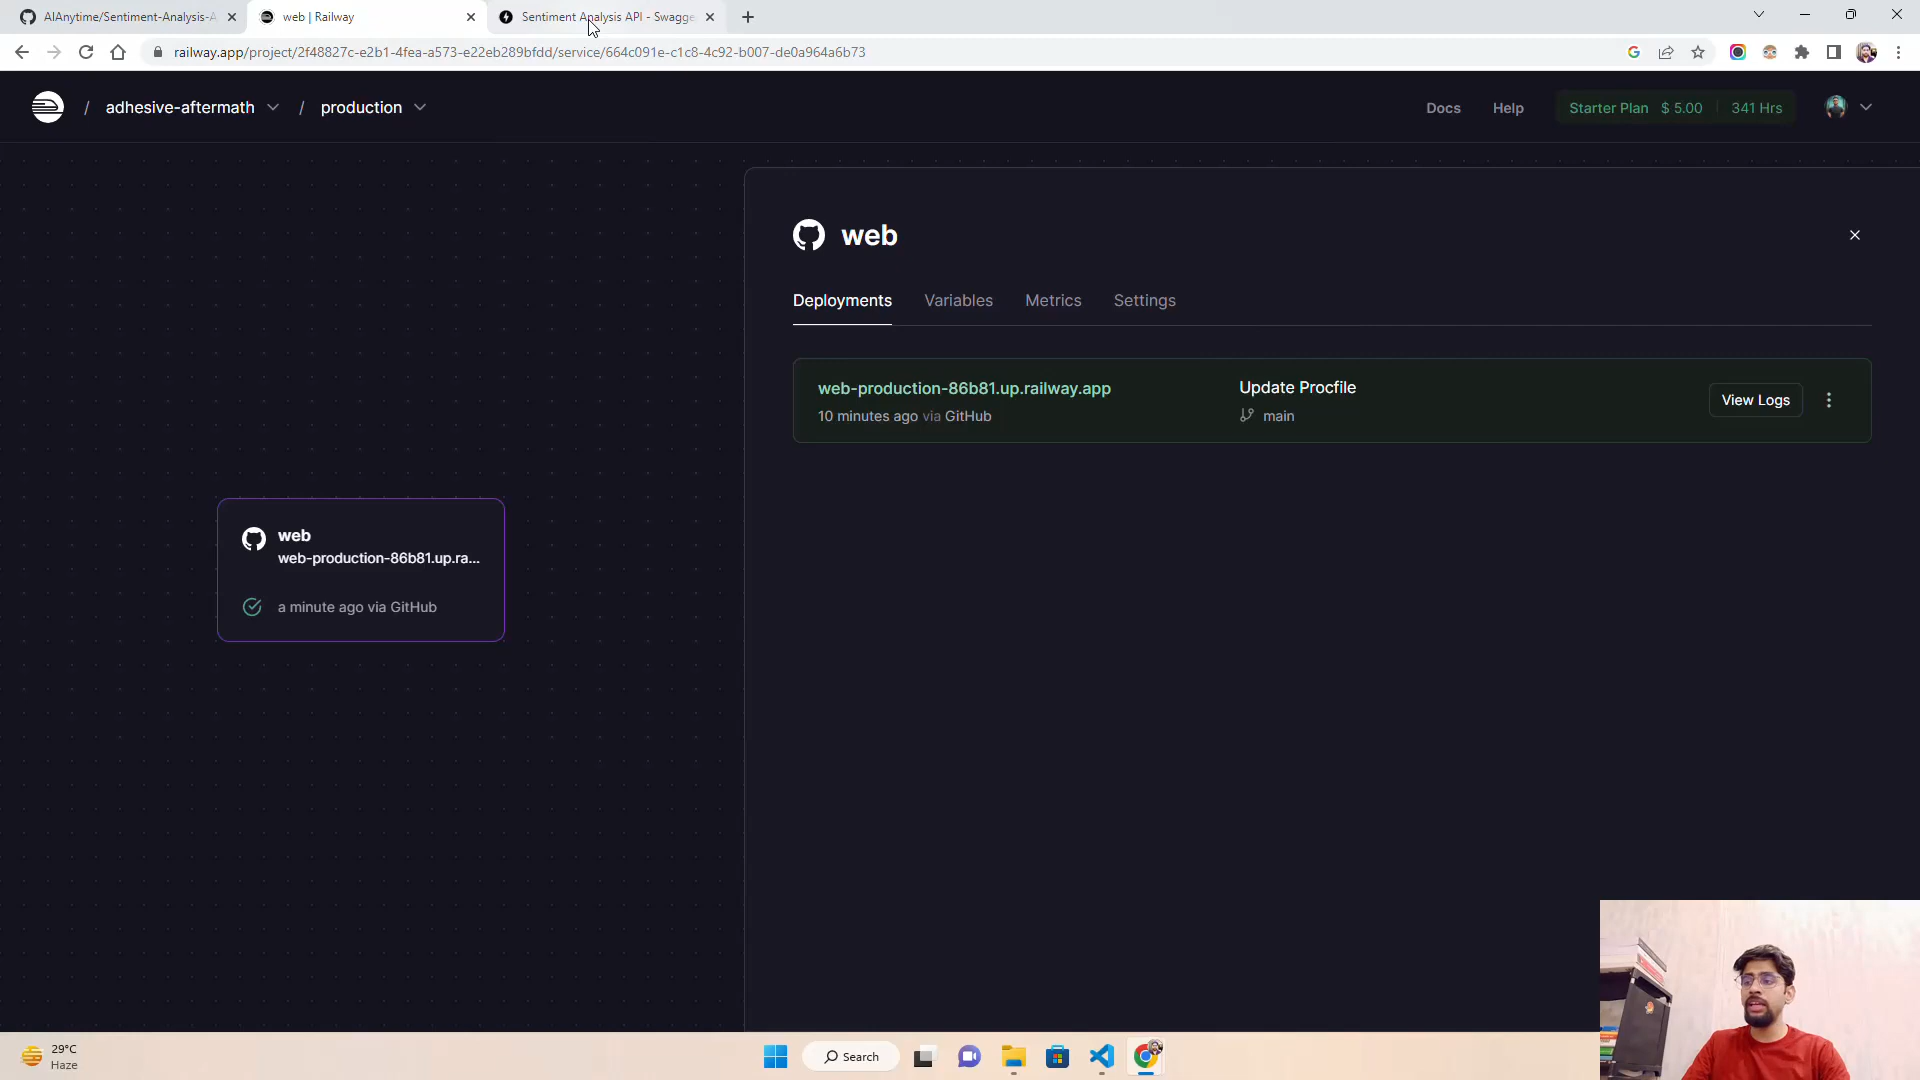 AIAnytime/Sentiment-Analysis-A
web | Railway
Sentiment Analysis API - Swagge
railway.app/project/2f48827c-e2b1-4fea-a573-e22eb289bfdd/service/664c091e-c1c8-4c92-b007-de0a964a6b73
/ adhesive-aftermath / production
Docs Help Starter Plan $ 5.00 341 Hrs
web
Deployments Variables Metrics Settings
web-production-86b81.up.railway.app
10 minutes ago via GitHub
Update Procfile
main
View Logs
web
web-production-86b81.up.ra...
a minute ago via GitHub
29°C
Haze
Search